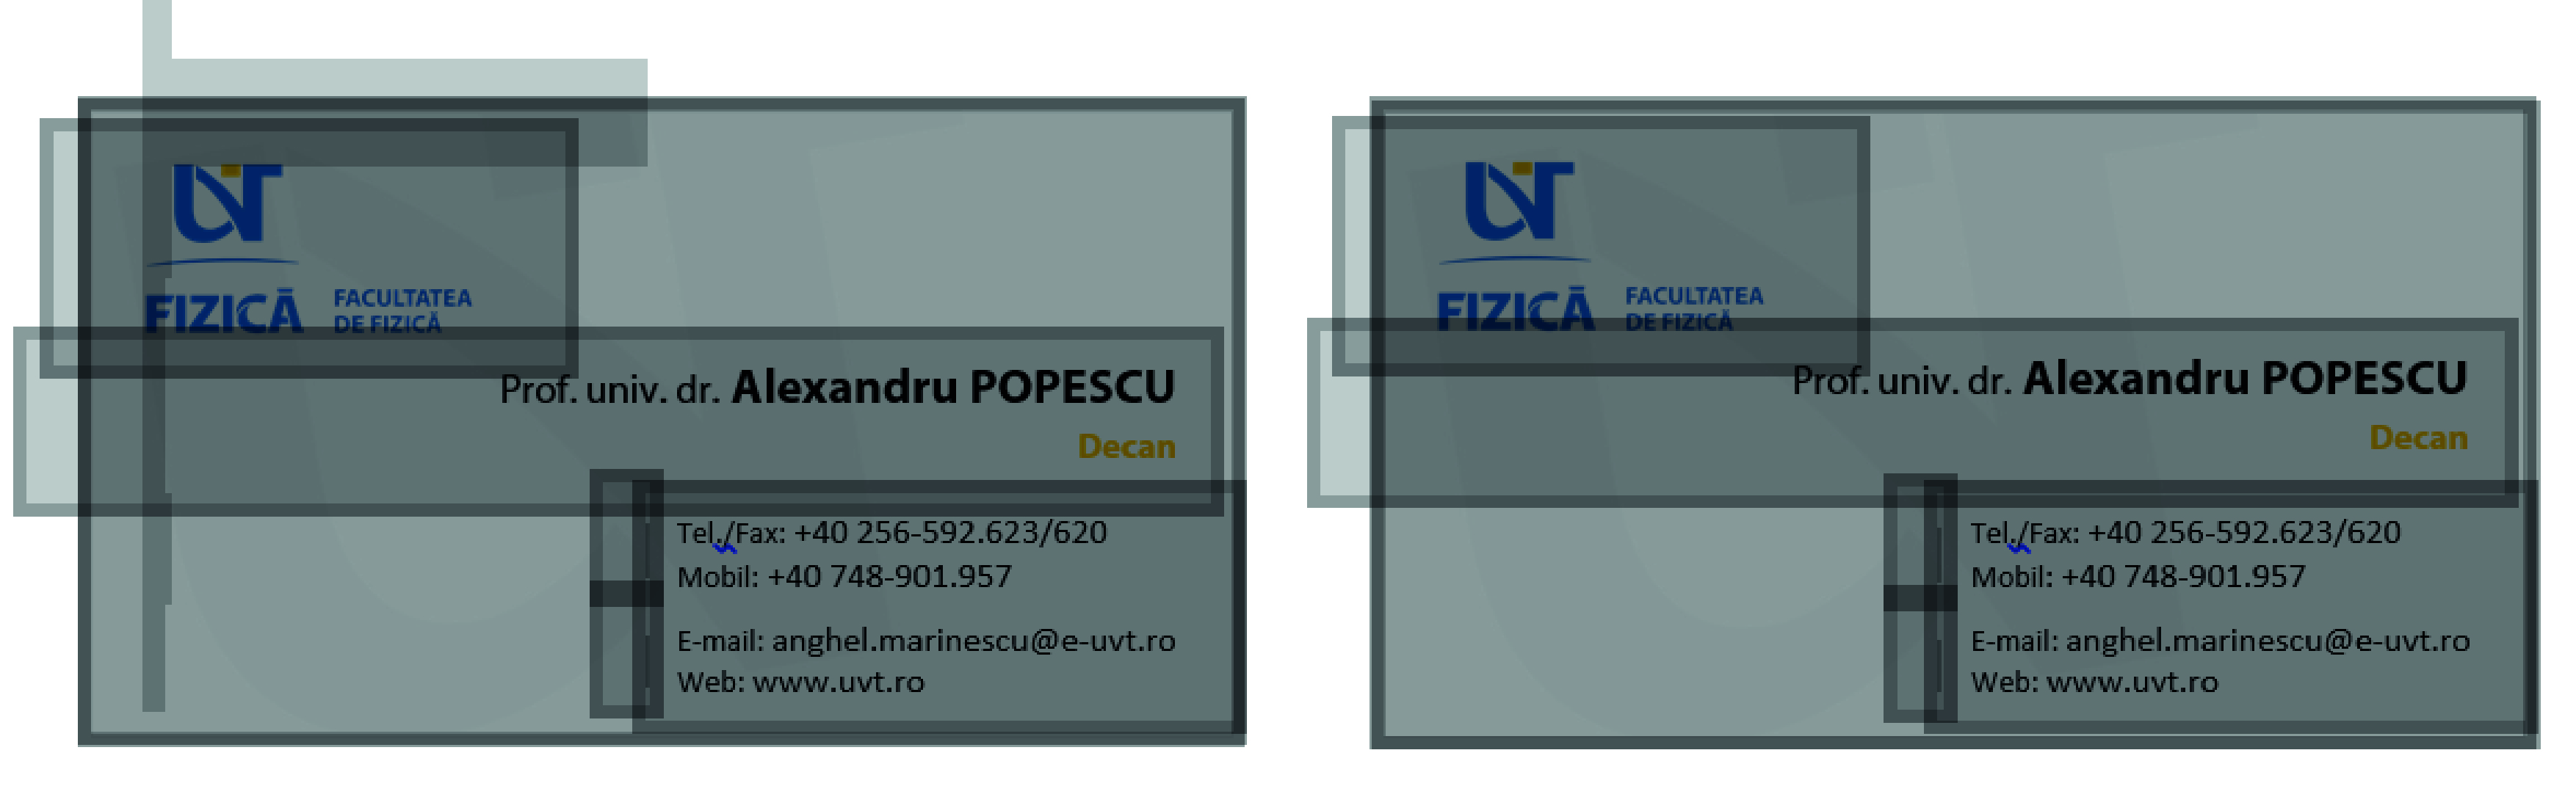 UVT
FIZICĂ
FACULTATEA
DE FIZICĂ
Prof. univ. dr. Alexandru POPESCU
Decan
Tel./Fax: +40 256-592.623/620
Mobil: +40 748-901.957
E-mail: anghel.marinescu@e-uvt.ro
Web: www.uvt.ro
UVT
FIZICĂ
FACULTATEA
DE FIZICĂ
Prof. univ. dr. Alexandru POPESCU
Decan
Tel./Fax: +40 256-592.623/620
Mobil: +40 748-901.957
E-mail: anghel.marinescu@e-uvt.ro
Web: www.uvt.ro